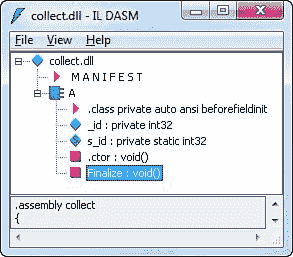 collect.dll - IL DASM
File View Help
collect.dll
M A N I F E S T
A
.class private auto ansi beforefieldinit
_id : private int32
s_id : private static int32
.ctor : void()
Finalize : void()
.assembly collect
{